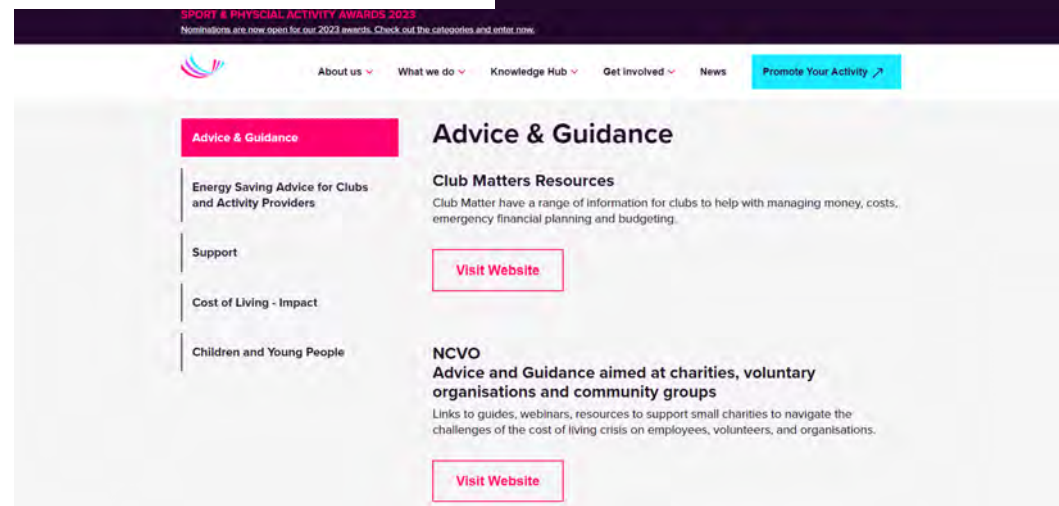 SPORT & PHYSCIAL ACTIVITY AWARDS 2023
Nominations are now open for our 2023 awards. Check out the categories and enter now.
About us
What we do
Knowledge Hub
Get involved
News
Promote Your Activity
Advice & Guidance
Energy Saving Advice for Clubs
and Activity Providers
Support
Cost of Living - Impact
Children and Young People
Advice & Guidance
Club Matters Resources
Club Matter have a range of information for clubs to help with managing money, costs,
emergency financial planning and budgeting.
Visit Website
NCVO
Advice and Guidance aimed at charities, voluntary
organisations and community groups
Links to guides, webinars, resources to support small charities to navigate the
challenges of the cost of living crisis on employees, volunteers, and organisations.
Visit Website